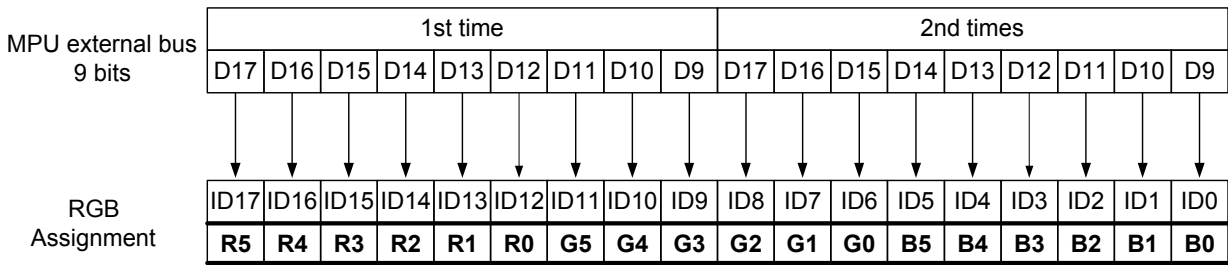 MPU external bus
9 bits
1st time 2nd times
D17 D16 D15 D14 D13 D12 D11 D10 D9 D17 D16 D15 D14 D13 D12 D11 D10 D9
RGB
Assignment
ID17 ID16 ID15 ID14 ID13 ID12 ID11 ID10 ID9 ID8 ID7 ID6 ID5 ID4 ID3 ID2 ID1 ID0
R5 R4 R3 R2 R1 R0 G5 G4 G3 G2 G1 G0 B5 B4 B3 B2 B1 B0